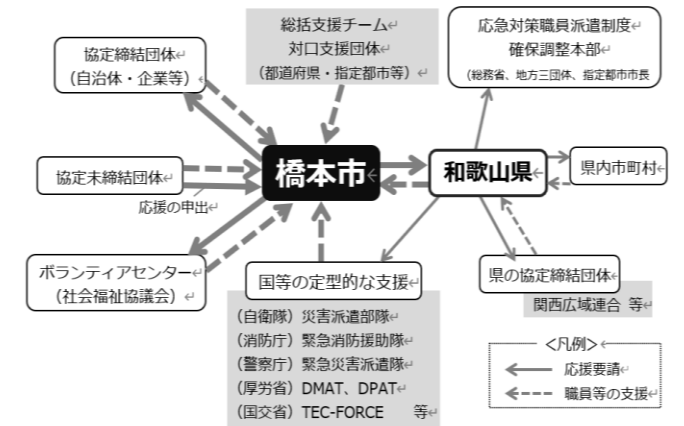 協定締結団体
（自治体・企業等）
総括支援チーム
対口支援団体
（都道府県・指定都市等）
応急対策職員派遣制度
確保調整本部
（総務省、地方三団体、指定都市市長
協定未締結団体
応援の申出
橋本市
和歌山県
県内市町村
ボランティアセンター
（社会福祉協議会）
国等の定型的な支援
（自衛隊）災害派遣部隊
（消防庁）緊急消防援助隊
（警察庁）緊急災害派遣隊
（厚労省）DMAT、DPAT
（国交省）TEC-FORCE　　等
県の協定締結団体
関西広域連合 等
＜凡例＞
応援要請
職員等の支援